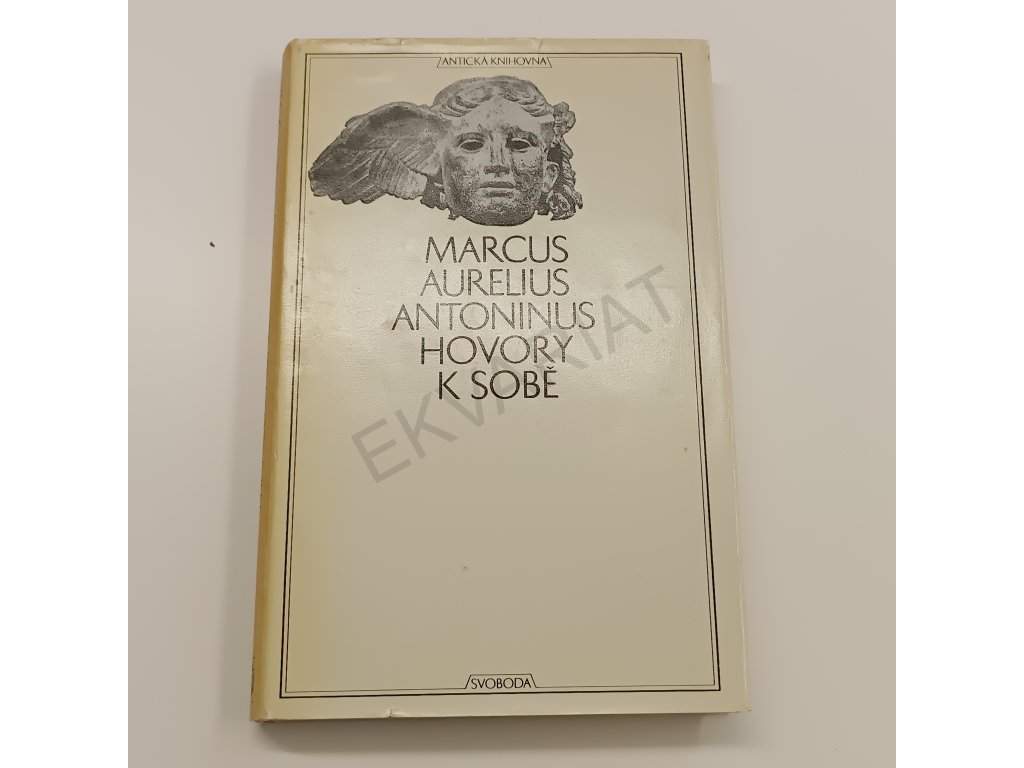 ANTICKÁ KNIHOVNA
MARCUS
AURELIUS
ANTONINUS
HOVORY
K SOBĚ
EKVARIAT
SVOBODA